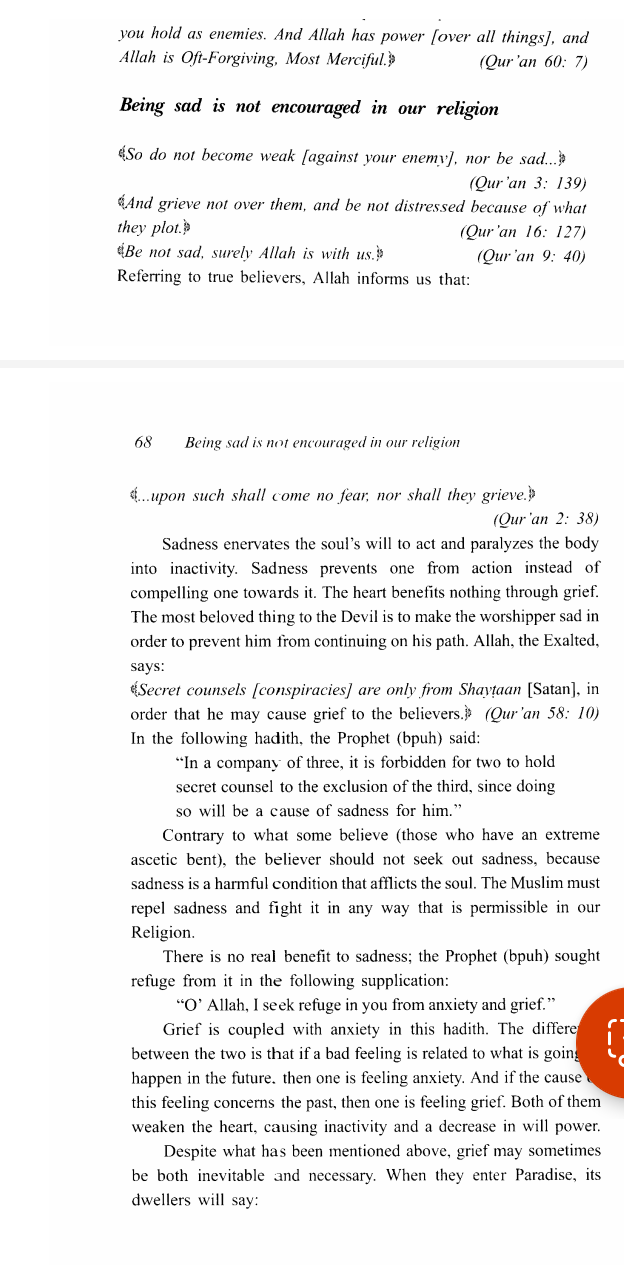 you hold as enemies. And Allah has power [over all things], and
Allah is Oft-Forgiving, Most Merciful.﴿ (Qur'an 60: 7)
Being sad is not encouraged in our religion
﴾So do not become weak [against your enemy], nor be sad...﴿
(Qur'an 3: 139)
﴾And grieve not over them, and be not distressed because of what
they plot.﴿ (Qur'an 16: 127)
﴾Be not sad, surely Allah is with us.﴿ (Qur'an 9: 40)
Referring to true believers, Allah informs us that:
68 Being sad is not encouraged in our religion
﴾...upon such shall come no fear, nor shall they grieve.﴿
(Qur'an 2: 38)
Sadness enervates the soul's will to act and paralyzes the body
into inactivity. Sadness prevents one from action instead of
compelling one towards it. The heart benefits nothing through grief.
The most beloved thing to the Devil is to make the worshipper sad in
order to prevent him from continuing on his path. Allah, the Exalted,
says:
﴾Secret counsels [conspiracies] are only from Shayṭaan [Satan], in
order that he may cause grief to the believers.﴿ (Qur'an 58: 10)
In the following hadith, the Prophet (bpuh) said:
"In a company of three, it is forbidden for two to hold
secret counsel to the exclusion of the third, since doing
so will be a cause of sadness for him."
Contrary to what some believe (those who have an extreme
ascetic bent), the believer should not seek out sadness, because
sadness is a harmful condition that afflicts the soul. The Muslim must
repel sadness and fight it in any way that is permissible in our
Religion.
There is no real benefit to sadness; the Prophet (bpuh) sought
refuge from it in the following supplication:
"O' Allah, I seek refuge in you from anxiety and grief."
Grief is coupled with anxiety in this hadith. The
between the two is that if a bad feeling is related to what is going
happen in the future, then one is feeling anxiety. And if the cause
this feeling concerns the past, then one is feeling grief. Both of them
weaken the heart, causing inactivity and a decrease in will power.
Despite what has been mentioned above, grief may sometimes
be both inevitable and necessary. When they enter Paradise, its
dwellers will say: